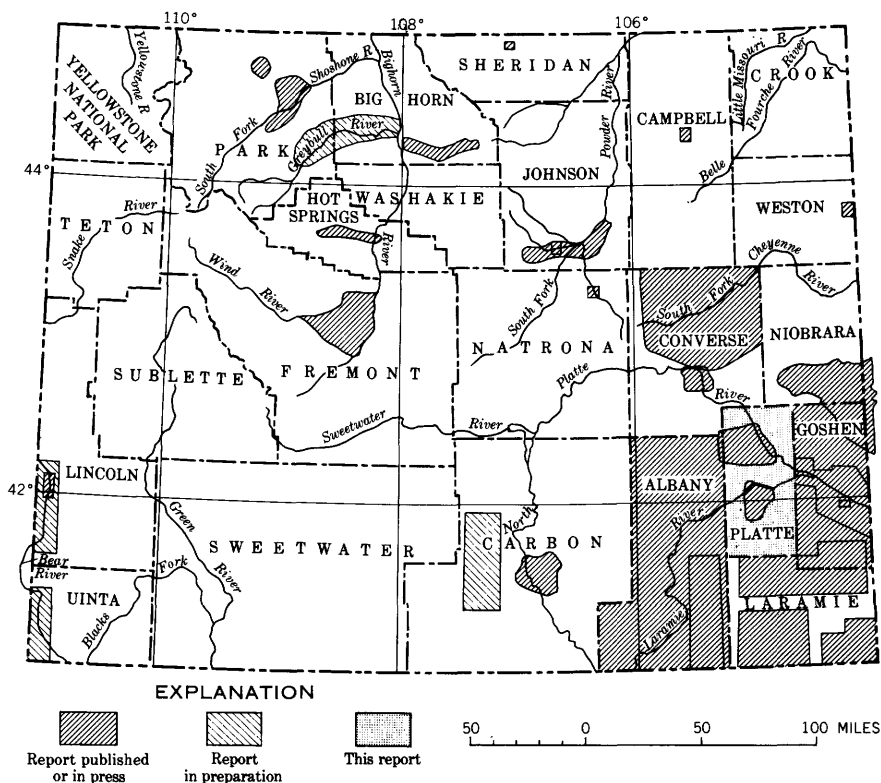 110°
108°
106°
YELLOWSTONE
NATIONAL
PARK
Yellowstone R
Shoshone R
Bighorn
SHERIDAN
Little Missouri R
CROOK
BIG HORN
River
CAMPBELL
Belle Fourche River
South Fork
PARK
Greybull River
Powder
JOHNSON
44°
TETON
River
HOT
SPRINGS
WASHAKIE
WESTON
Snake
Wind
River
River
South Fork
South Fork
Cheyenne
River
CONVERSE
NIOBRARA
NATRONA
SUBLETTE
FREMONT
Platte
River
Sweetwater
River
GOSHEN
LINCOLN
42°
ALBANY
River
PLATTE
Green
River
SWEETWATER
North
CARBON
Bear
River
Fork
UINTA
Blacks
Laramie
LARAMIE
EXPLANATION
Report published
or in press
Report
in preparation
This report
50 0 50 100 MILES